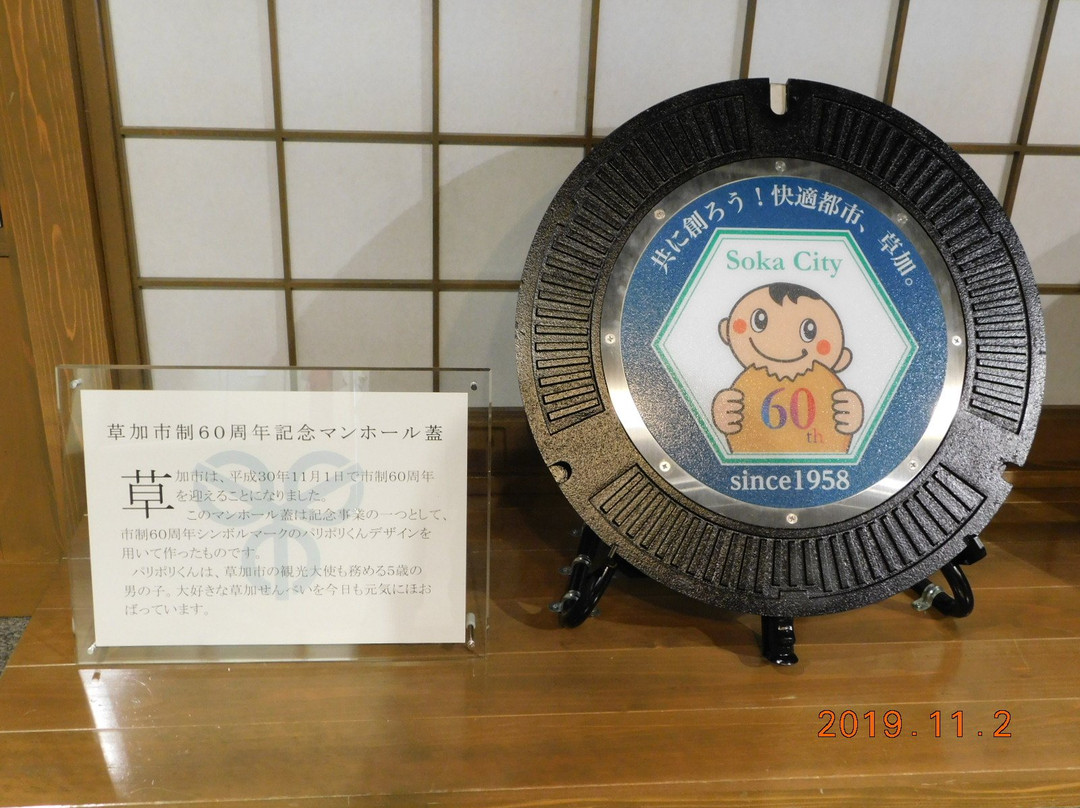 草加市制60周年記念マンホール蓋
草加市は、平成30年11月1日で市制60周年
を迎えることになりました。
このマンホール蓋は記念事業の一つとして、
市制60周年シンボルマークのパリポリくんデザインを
用いて作ったものです。
パリポリくんは、草加市の観光大使も務める5歳の
男の子。大好きな草加せんべいを今日も元気にほお
ばっています。
共に創ろう!快適都市、草加。
Soka City
60th
since1958
2019.11.2